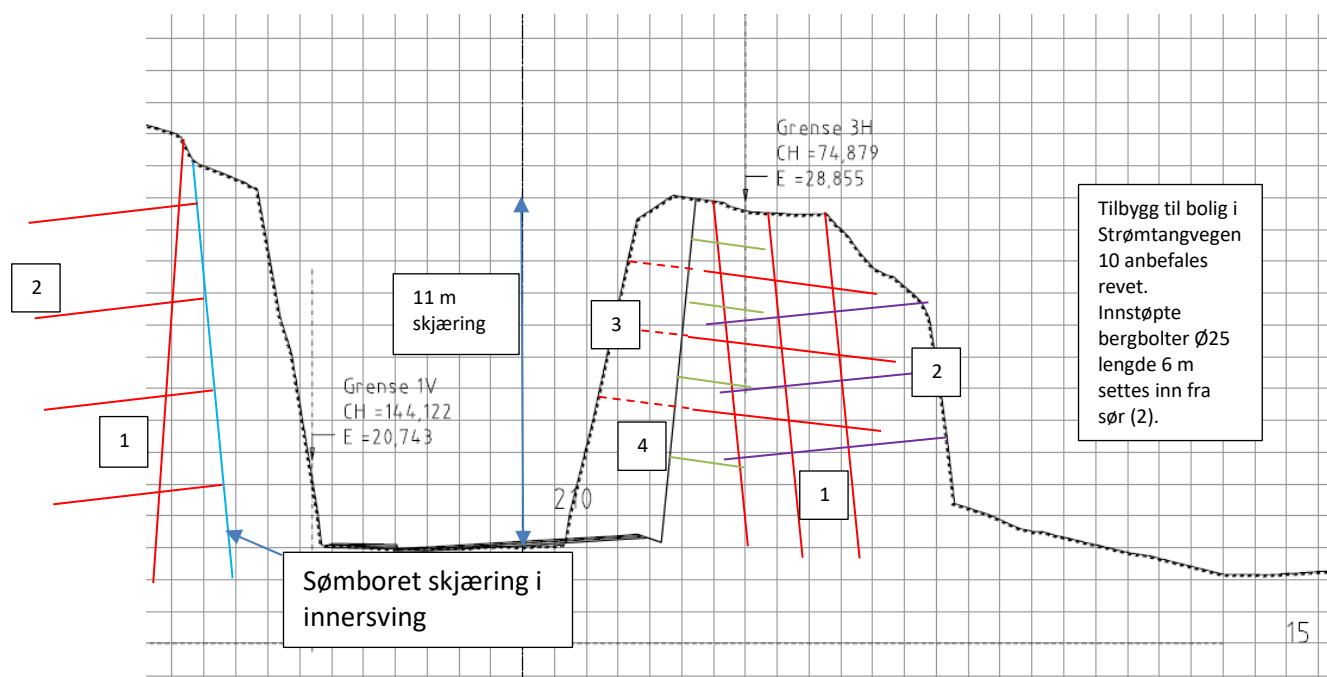 Grense 3H
CH =74,879
E =28,855
Tilbygg til bolig i
Strømtangvegen
10 anbefales
revet.
Innstøpte
bergbolter Ø25
lengde 6 m
settes inn fra
sør (2).
2
11 m
skjæring
3
2
Grense 1V
CH =144,122
E =20,743
1
4
1
210
Sømboret skjæring i
innersving
15